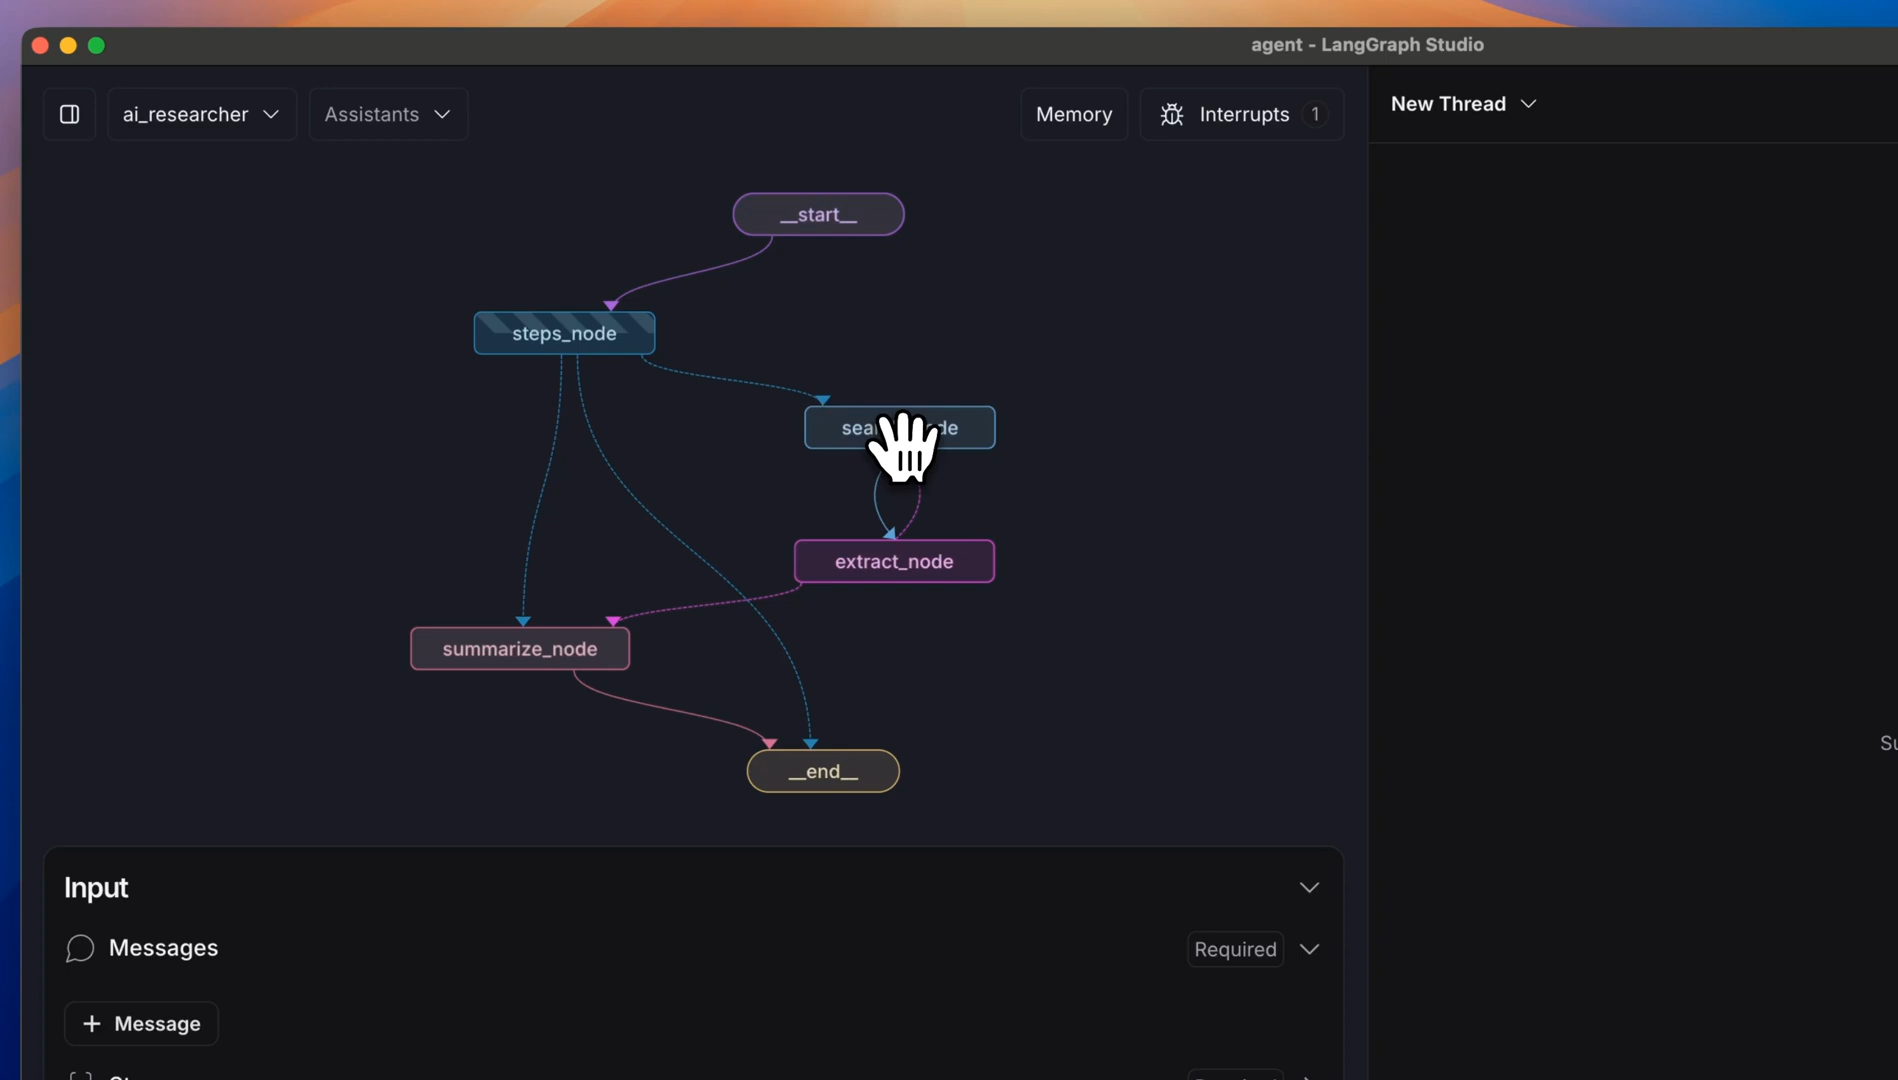 agent - LangGraph Studio
ai_researcher
Assistants
Memory
Interrupts 1
New Thread
__start__
steps_node
extract_node
summarize_node
__end__
Input
Messages
Required
+ Message